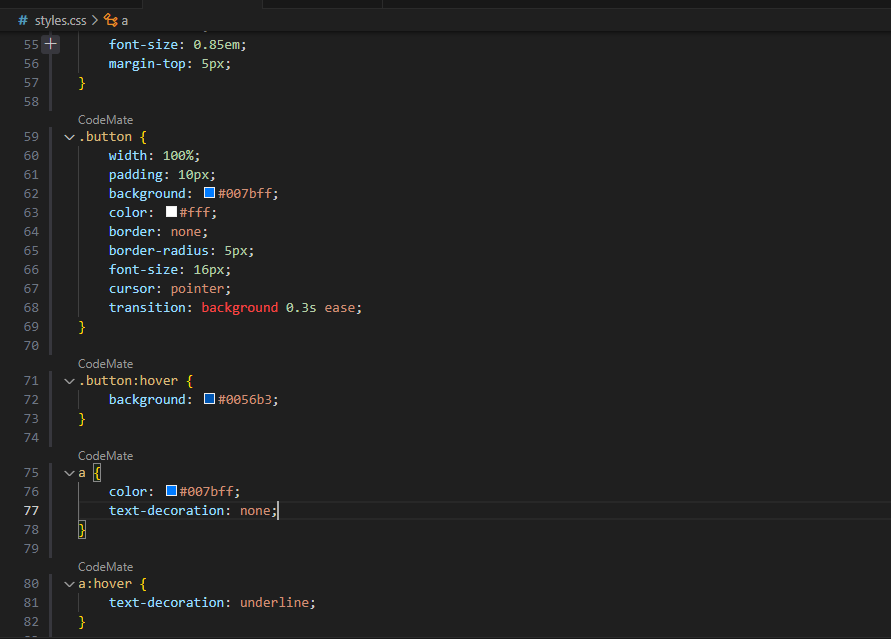 # styles.css > a
55 font-size: 0.85em;
56 margin-top: 5px;
57 }
58
CodeMate
59 .button {
60 width: 100%;
61 padding: 10px;
62 background: #007bff;
63 color: #fff;
64 border: none;
65 border-radius: 5px;
66 font-size: 16px;
67 cursor: pointer;
68 transition: background 0.3s ease;
69 }
70
CodeMate
71 .button:hover {
72 background: #0056b3;
73 }
74
CodeMate
75 a {
76 color: #007bff;
77 text-decoration: none;
78 }
79
CodeMate
80 a:hover {
81 text-decoration: underline;
82 }